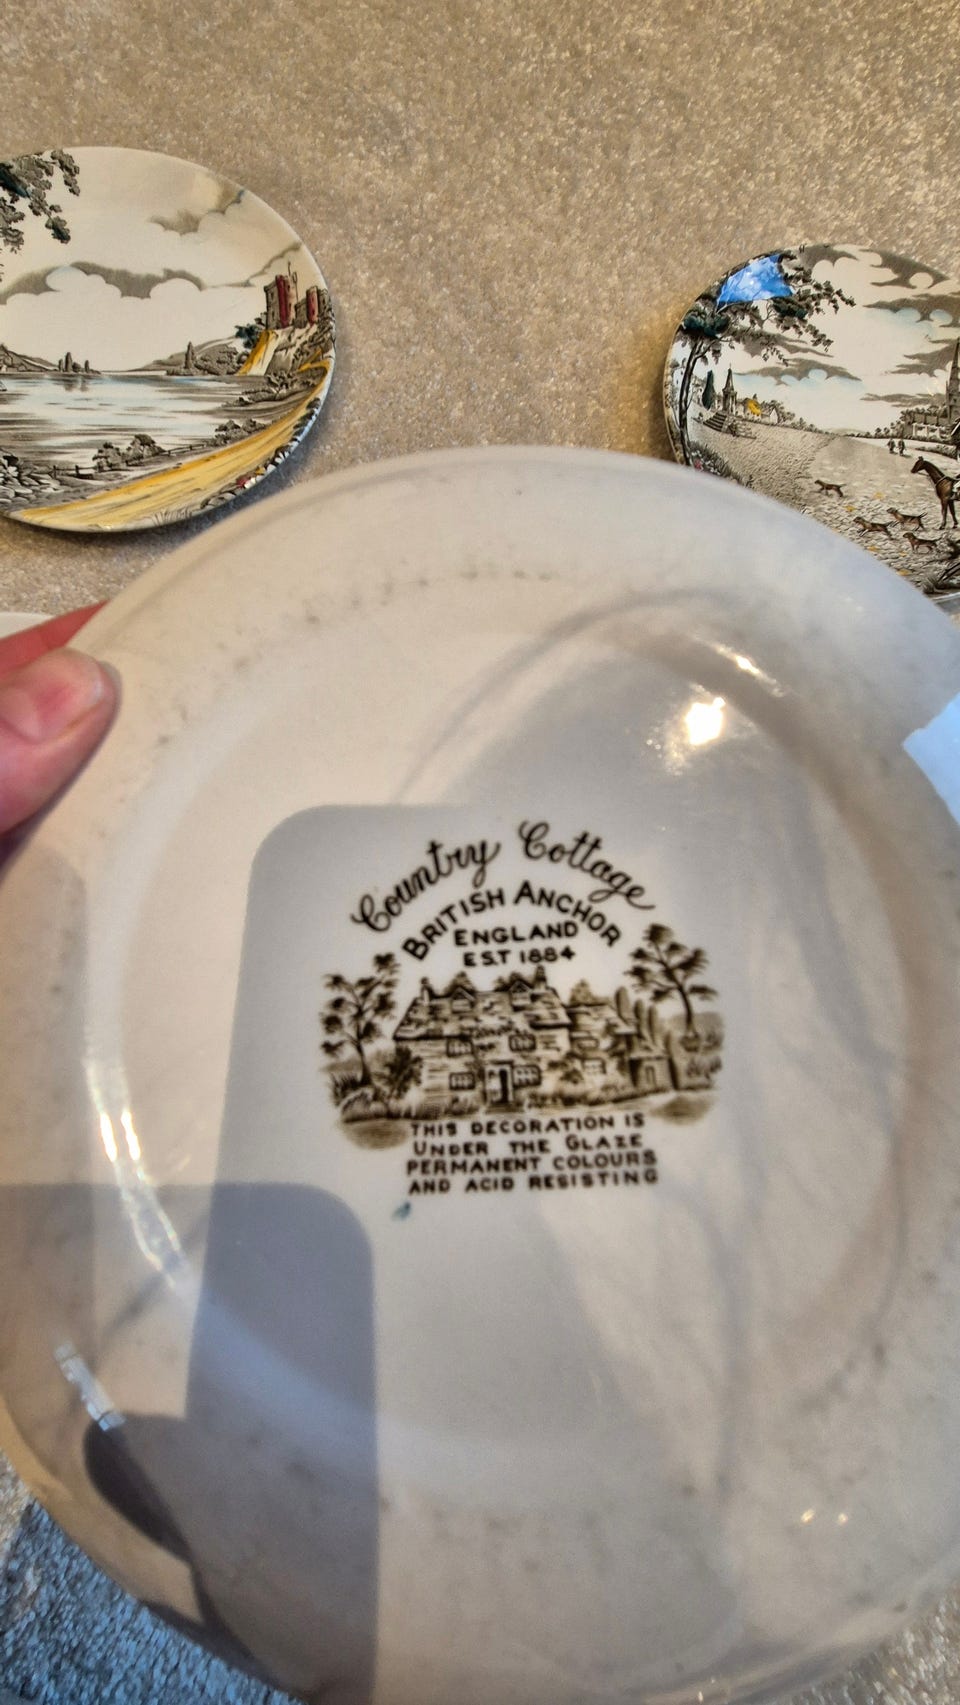 Country Cottage
BRITISH ANCHOR
ENGLAND
EST 1884
THIS DECORATION IS
UNDER THE GLAZE
PERMANENT COLOURS
AND ACID RESISTING